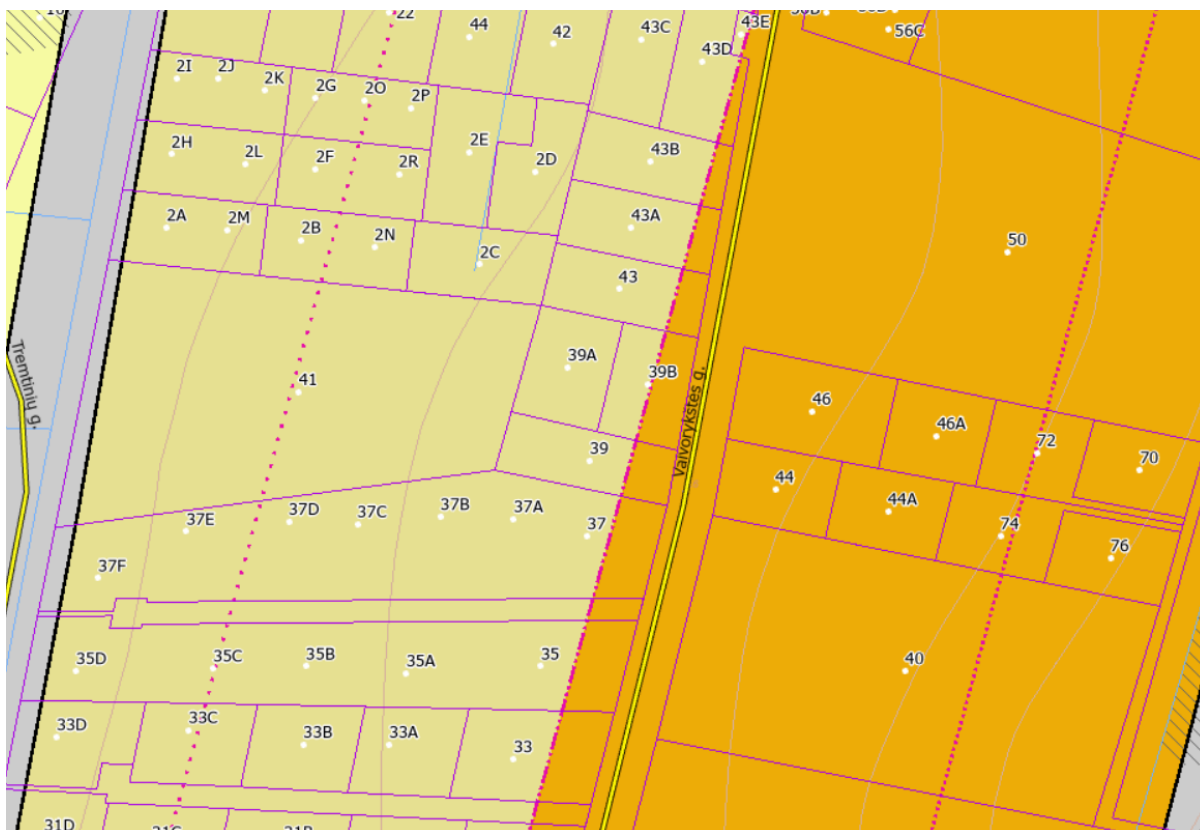 22
44
42
43C
43E
43D
56C
2I
2J
2K
2G
2O
2P
2H
2L
2F
2R
2E
2D
43B
2A
2M
2B
2N
2C
43A
43
50
Tremtinių g.
41
39A
39B
Vaivorykštės g.
39
46
46A
72
70
44
44A
74
76
37F
37E
37D
37C
37B
37A
37
35D
35C
35B
35A
35
40
33D
33C
33B
33A
33
31D